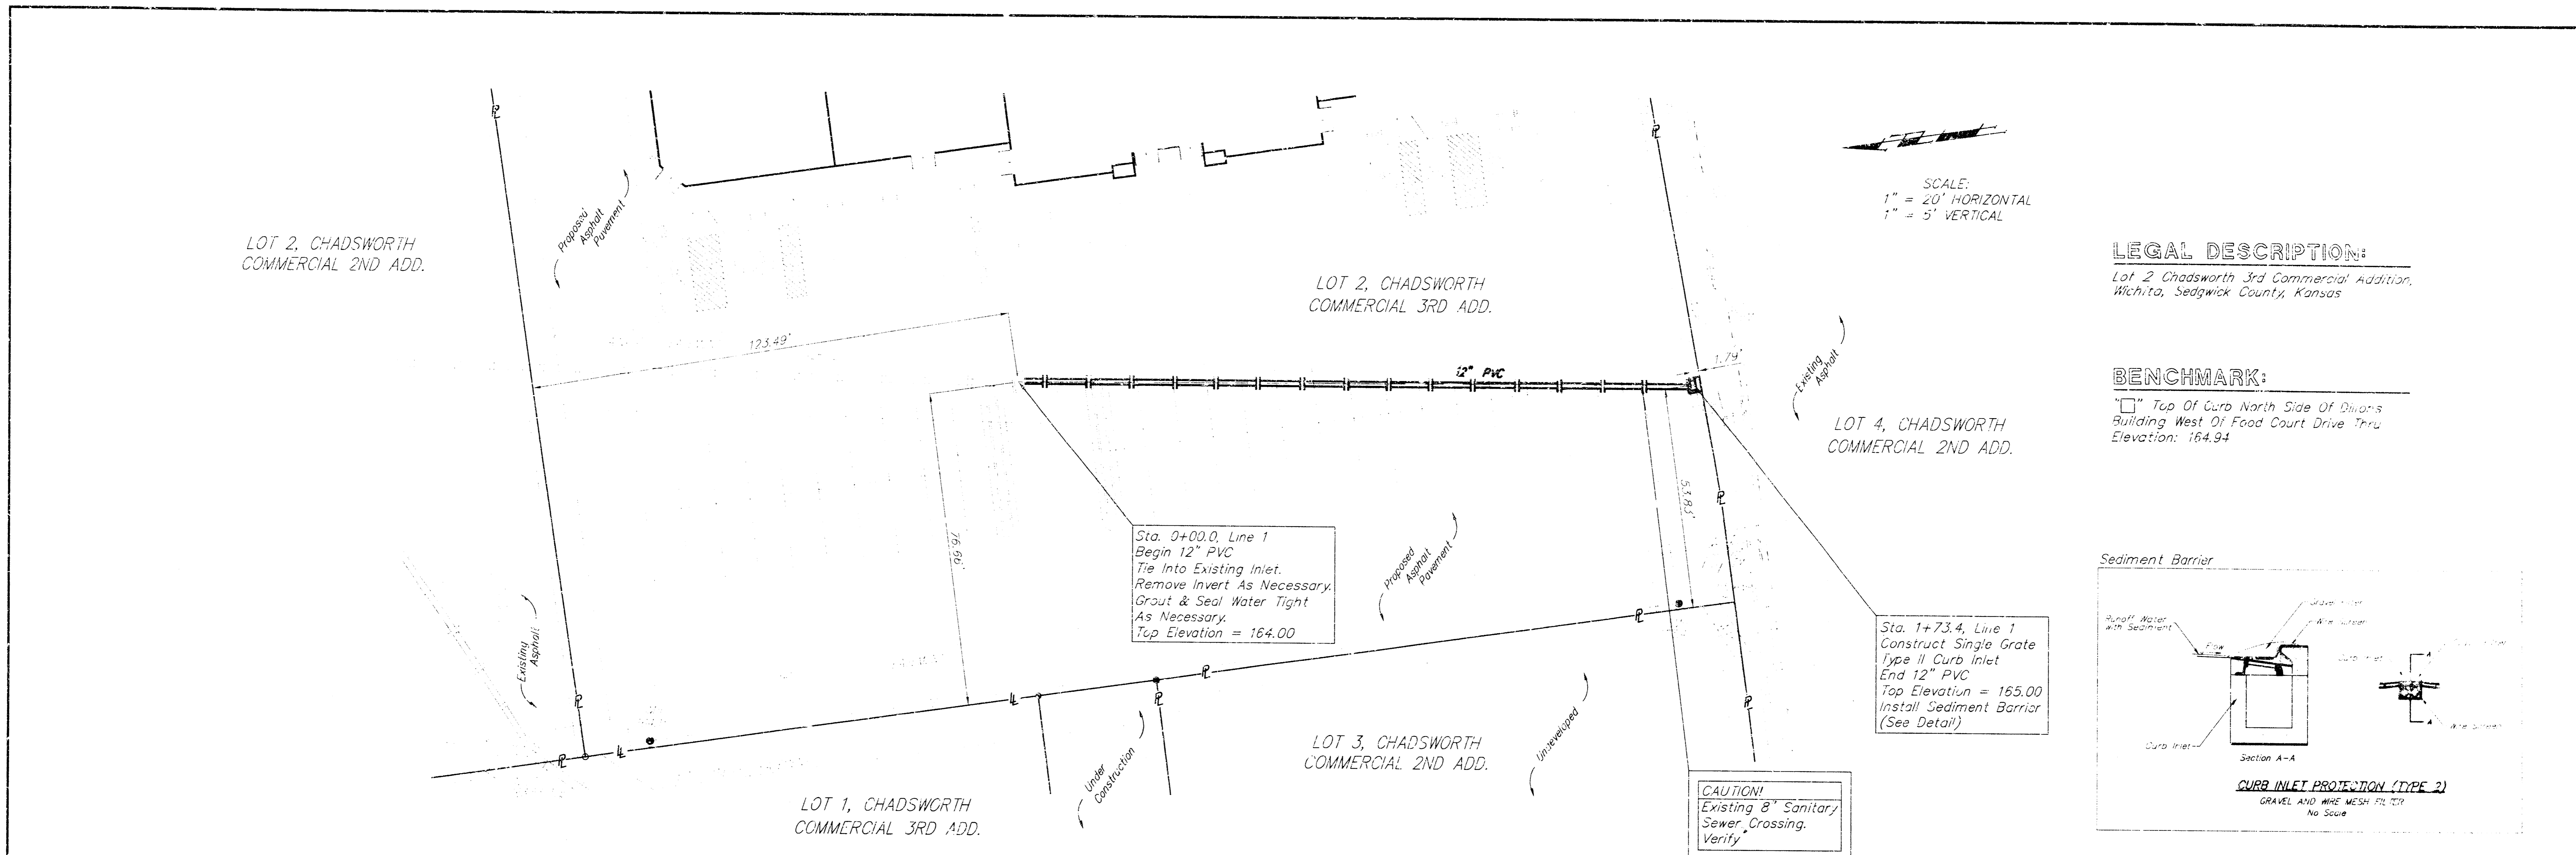 LOT 2, CHADSWORTH
COMMERCIAL 2ND ADD.
Proposed
Asphalt
Pavement
123.49'
LOT 2, CHADSWORTH
COMMERCIAL 3RD ADD.
12" PVC
1.79'
Existing
Asphalt
LOT 4, CHADSWORTH
COMMERCIAL 2ND ADD.
SCALE:
1" = 20' HORIZONTAL
1" = 5' VERTICAL
LEGAL DESCRIPTION:
Lot 2 Chadsworth 3rd Commercial Addition,
Wichita, Sedgwick County, Kansas
BENCHMARK:
"□" Top Of Curb North Side Of Dillons
Building West Of Food Court Drive Thru
Elevation: 164.94
76.66'
53.83'
Sta. 0+00.0, Line 1
Begin 12" PVC
Tie Into Existing Inlet.
Remove Invert As Necessary.
Grout & Seal Water Tight
As Necessary.
Top Elevation = 164.00
Proposed
Asphalt
Pavement
Existing
Asphalt
Under
Construction
Undeveloped
Sta. 1+73.4, Line 1
Construct Single Grate
Type II Curb Inlet
End 12" PVC
Top Elevation = 165.00
Install Sediment Barrier
(See Detail)
LOT 1, CHADSWORTH
COMMERCIAL 3RD ADD.
LOT 3, CHADSWORTH
COMMERCIAL 2ND ADD.
CAUTION!
Existing 8" Sanitary
Sewer Crossing.
Verify
Sediment Barrier
Runoff Water
with Sediment
Flow
Gravel Filter
Wire Screen
Curb Inlet
Curb Inlet
A
A
Wire Screen
Section A-A
CURB INLET PROTECTION (TYPE 2)
GRAVEL AND WIRE MESH FILTER
No Scale